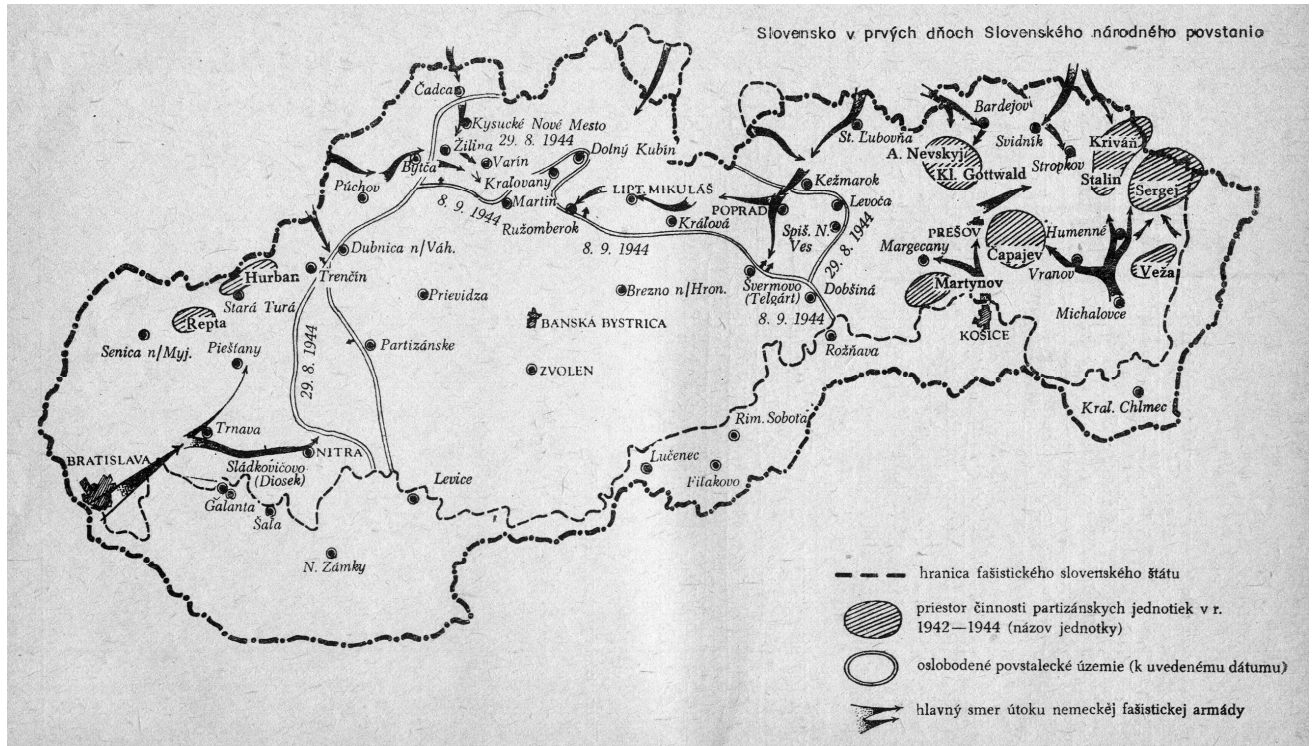 Slovensko v prvých dňoch Slovenského národného povstania
Čadca
Kysucké Nové Mesto
29. 8. 1944
Žilina
Varín
Dolný Kubín
Bytča
Kraľovany
Púchov
8. 9. 1944
Martin
LIPT. MIKULÁŠ
Ružomberok
Kráľová
8. 9. 1944
St. Ľubovňa
Kežmarok
Levoča
POPRAD
Spiš. N.
Ves
29. 8. 1944
Švermovo
(Telgárt)
Dobšiná
8. 9. 1944
Rožňava
Bardejov
Svidník
Stropkov
A. Nevskyj
Kl. Gottwald
Kriváň
Stalin
Sergej
PREŠOV
Margecany
Čapajev
Humenné
Vranov
Veža
Martynov
Michalovce
KOŠICE
Kráľ. Chlmec
Dubnica n/Váh.
Trenčín
Hurban
Stará Turá
Repta
Senica n/Myj.
Piešťany
29. 8. 1944
Prievidza
Partizánske
Brezno n/Hron.
BANSKÁ BYSTRICA
ZVOLEN
Rim. Sobota
Lučenec
Fiľakovo
Trnava
BRATISLAVA
Sládkovičovo
(Diosek)
NITRA
Levice
Galanta
Šaľa
N. Zámky
hranica fašistického slovenského štátu
priestor činnosti partizánskych jednotiek v r.
1942—1944 (názov jednotky)
oslobodené povstalecké územie (k uvedenému dátumu)
hlavný smer útoku nemeckěj fašistickej armády